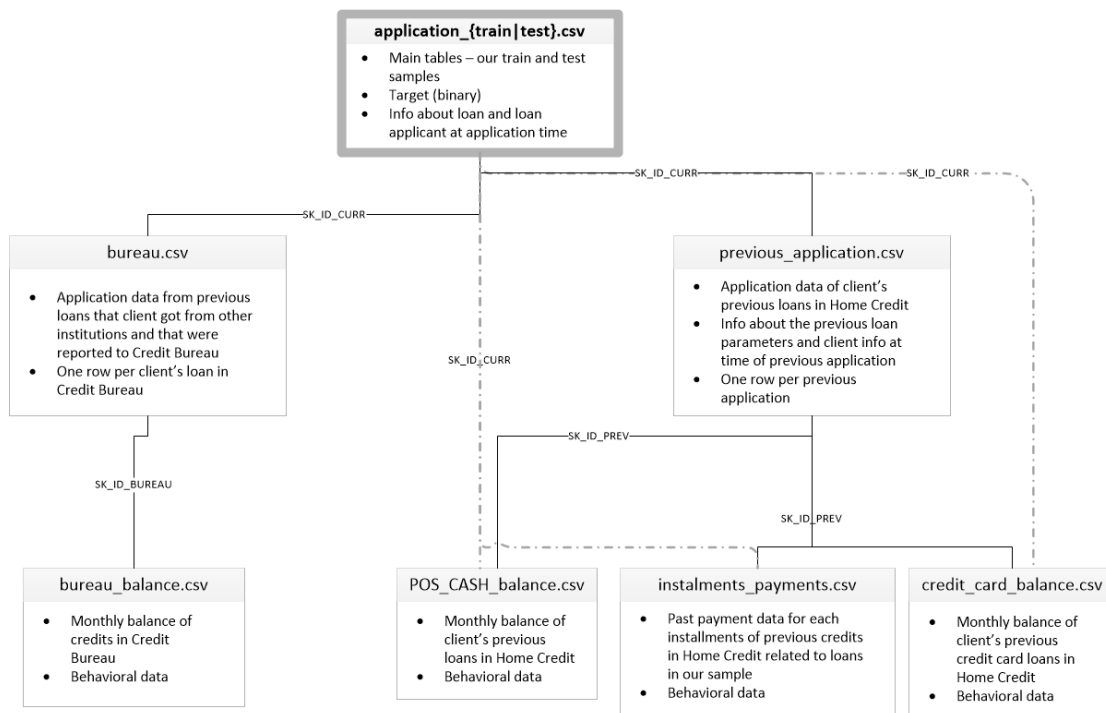 application_{train|test}.csv
• Main tables – our train and test
samples
• Target (binary)
• Info about loan and loan
applicant at application time
SK_ID_CURR
SK_ID_CURR
SK_ID_CURR
bureau.csv
• Application data from previous
loans that client got from other
institutions and that were
reported to Credit Bureau
• One row per client's loan in
Credit Bureau
previous_application.csv
• Application data of client's
previous loans in Home Credit
• Info about the previous loan
parameters and client info at
time of previous application
• One row per previous
application
SK_ID_CURR
SK_ID_PREV
SK_ID_BUREAU
SK_ID_PREV
bureau_balance.csv
• Monthly balance of
credits in Credit
Bureau
• Behavioral data
POS_CASH_balance.csv
• Monthly balance of
client's previous
loans in Home Credit
• Behavioral data
instalments_payments.csv
• Past payment data for each
installments of previous credits
in Home Credit related to loans
in our sample
• Behavioral data
credit_card_balance.csv
• Monthly balance of
client's previous
credit card loans in
Home Credit
• Behavioral data